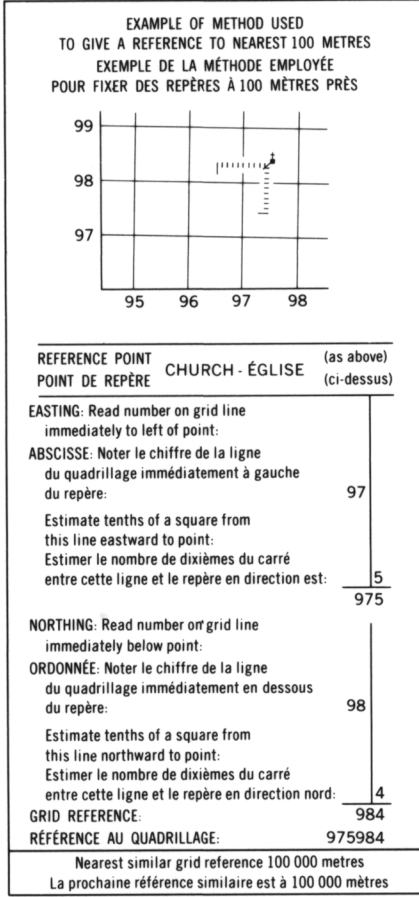 EXAMPLE OF METHOD USED
TO GIVE A REFERENCE TO NEAREST 100 METRES
EXEMPLE DE LA MÉTHODE EMPLOYÉE
POUR FIXER DES REPÈRES À 100 MÈTRES PRÈS
99
98
97
95 96 97 98
REFERENCE POINT
POINT DE REPÈRE
CHURCH - ÉGLISE
(as above)
(ci-dessus)
EASTING: Read number on grid line
immediately to left of point:
ABSCISSE: Noter le chiffre de la ligne
du quadrillage immédiatement à gauche
du repère: 97
Estimate tenths of a square from
this line eastward to point:
Estimer le nombre de dixièmes du carré
entre cette ligne et le repère en direction est: 5
975
NORTHING: Read number on grid line
immediately below point:
ORDONNÉE: Noter le chiffre de la ligne
du quadrillage immédiatement en dessous
du repère: 98
Estimate tenths of a square from
this line northward to point:
Estimer le nombre de dixièmes du carré
entre cette ligne et le repère en direction nord: 4
GRID REFERENCE: 984
RÉFÉRENCE AU QUADRILLAGE: 975984
Nearest similar grid reference 100 000 metres
La prochaine référence similaire est à 100 000 mètres